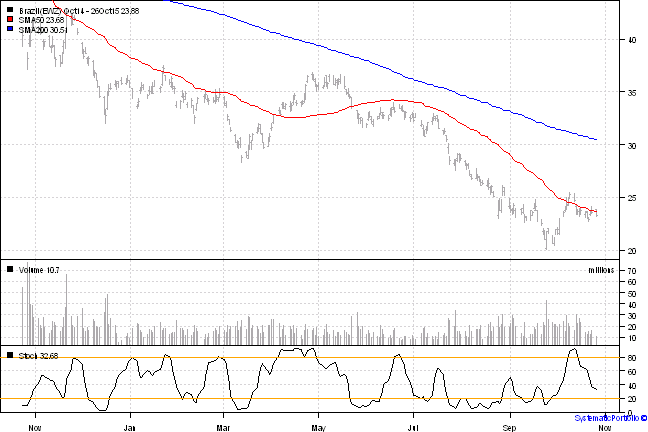 Brazil(EWZ) Oct14 - 26Oct15 23.68
SMA50 23.68
SMA200 30.51
40
35
30
25
20
Volume 10.7
millions
70
60
50
40
30
20
10
Stoch 32.68
80
60
40
20
0
Nov Jan Mar May Jul Sep Nov
SystematicPortfolio ©